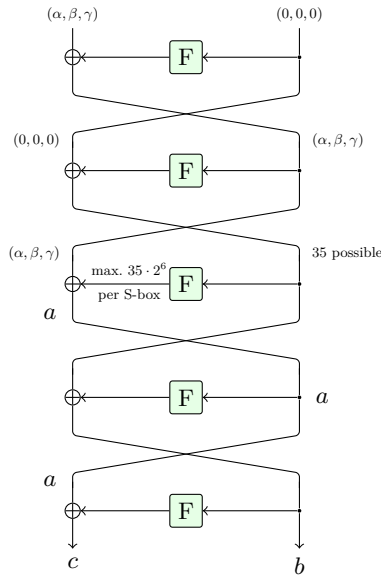 (α, β, γ) (0, 0, 0)
F
(0, 0, 0) (α, β, γ)
F
(α, β, γ) 35 possible
max. 35 · 2⁶
F
per S-box
a
F a
a
F
c b